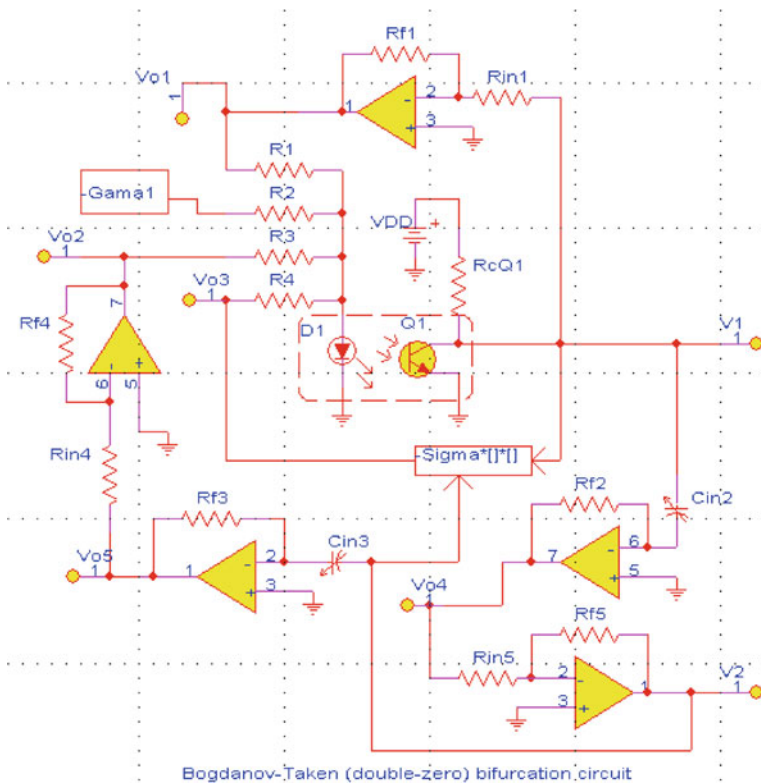 Rf1
Vo1
1
Rin1
2
1
3
R1
-Gama1
R2
VDD
+
Vo2
1
R3
RcQ1
Vo3
1
R4
7
D1
Q1
V1
1
Rf4
6
5
Rin4
-Sigma*[]*[]
Rf3
Rf2
Cin2
Cin3
6
Vo5
1
1
2
7
5
3
Vo4
1
Rf5
Rin5
2
V2
1
1
3
Bogdanov-Taken (double-zero) bifurcation circuit